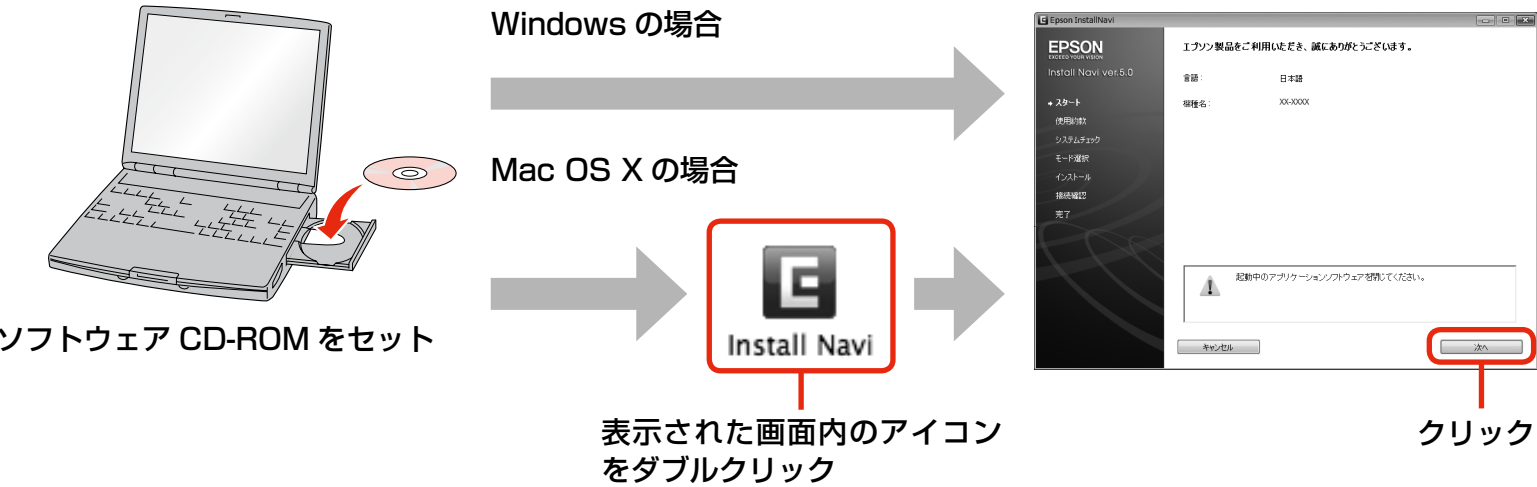 Windows の場合
Mac OS X の場合
ソフトウェア CD-ROM をセット
Install Navi
表示された画面内のアイコン
をダブルクリック
Epson InstallNavi
EPSON
EXCEED YOUR VISION
Install Navi ver.5.0
スタート
使用約款
システムチェック
モード選択
インストール
接続確認
完了
エプソン製品をご利用いただき、誠にありがとうございます。
言語: 日本語
機種名: XX-XXXX
起動中のアプリケーションソフトウェアを閉じてください。
キャンセル
次へ
クリック